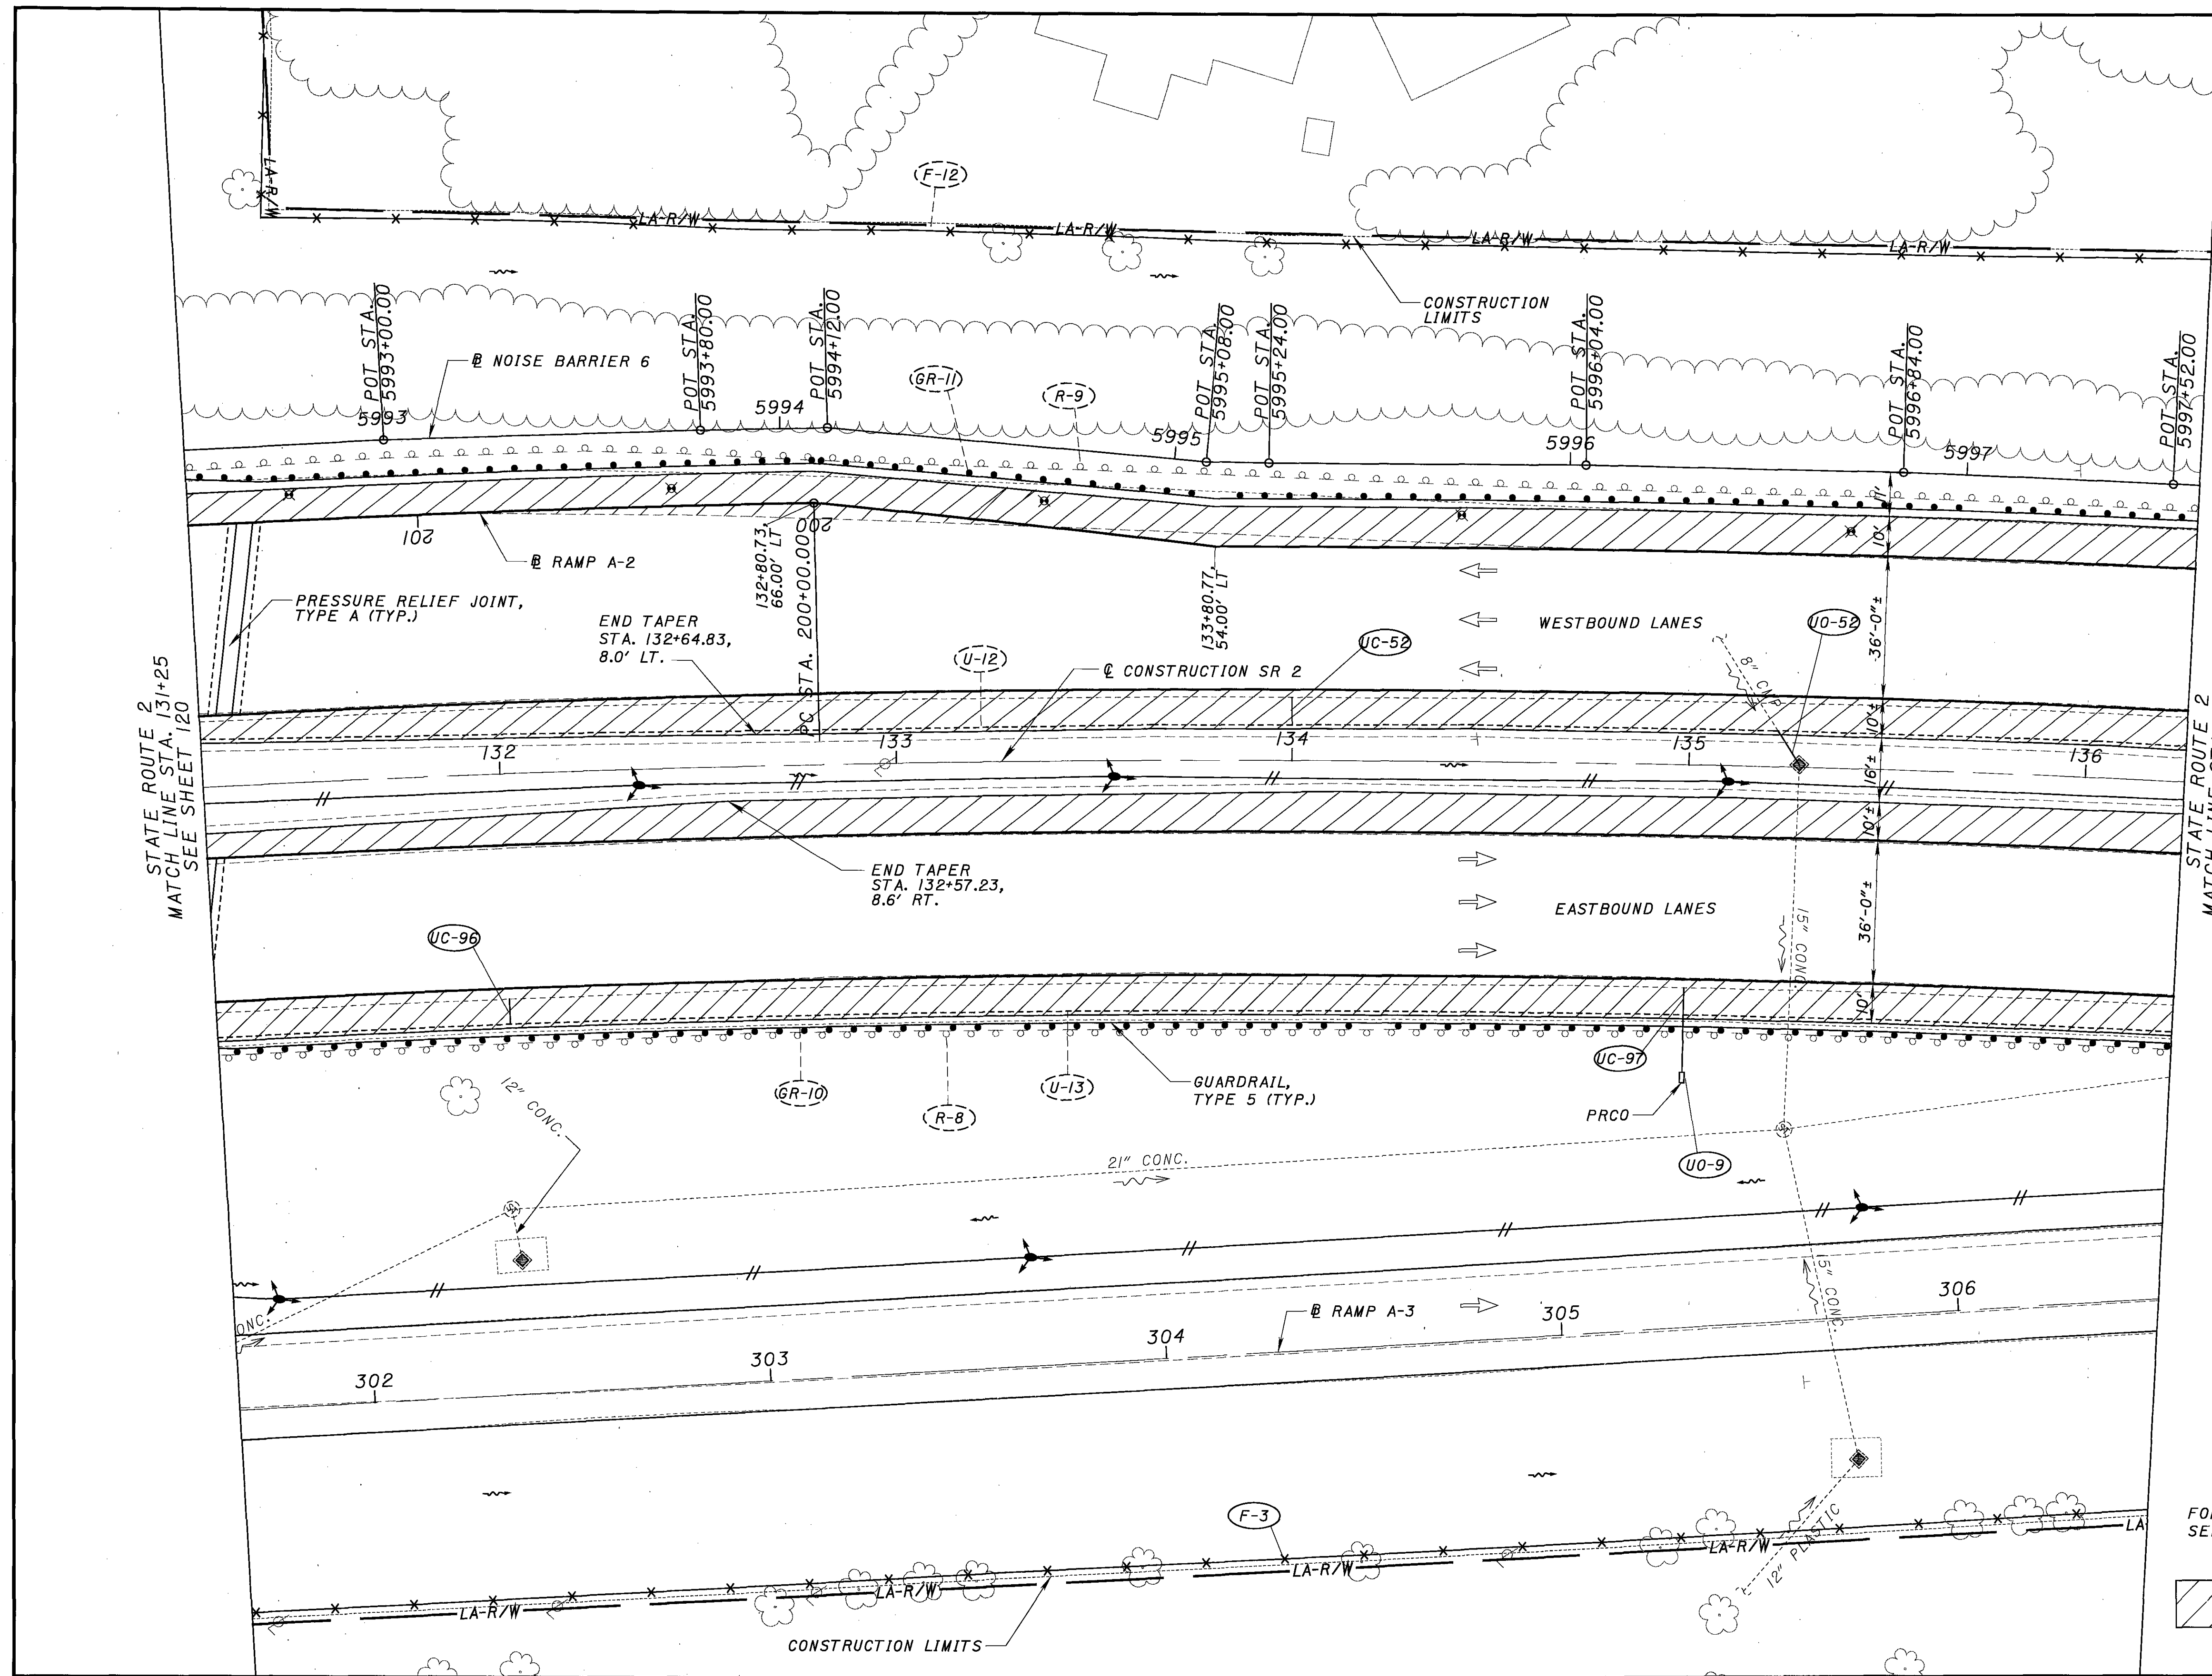 LA-R/W
F-12
LA-R/W
LA-R/W
LA-R/W
LA-R/W
CONSTRUCTION
LIMITS
POT STA.
5993+00.00
POT STA.
5993+80.00
POT STA.
5994+12.00
POT STA.
5995+08.00
POT STA.
5995+24.00
POT STA.
5996+04.00
POT STA.
5996+84.00
POT STA.
5997+52.00
℄ NOISE BARRIER 6
GR-11
R-9
5993
5994
5995
5996
5997
11'
10'
201
200
℄ RAMP A-2
132+80.73,
66.00' LT
PC STA. 200+00.00
133+80.77,
54.00' LT
PRESSURE RELIEF JOINT,
TYPE A (TYP.)
END TAPER
STA. 132+64.83,
8.0' LT.
U-12
UC-52
℄ CONSTRUCTION SR 2
WESTBOUND LANES
UO-52
8" CMP
36'-0"±
10'±
STATE ROUTE 2
MATCH LINE STA. 131+25
SEE SHEET 120
132
133
134
135
136
16'±
10'±
STATE ROUTE 2
END TAPER
STA. 132+57.23,
8.6' RT.
EASTBOUND LANES
15" CONC.
36'-0"±
UC-96
10'
UC-97
GR-10
R-8
U-13
GUARDRAIL,
TYPE 5 (TYP.)
PRCO
UO-9
12" CONC.
21" CONC.
15" CONC.
ONC.
℄ RAMP A-3
302
303
304
305
306
F-3
12" PLASTIC
LA-R/W
LA-R/W
LA-R/W
LA-R/W
LA
CONSTRUCTION LIMITS